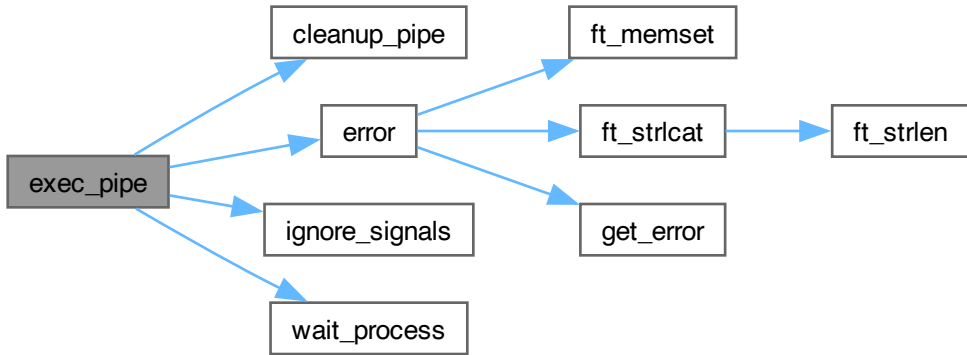 cleanup_pipe
ft_memset
error
ft_strlcat
ft_strlen
exec_pipe
ignore_signals
get_error
wait_process